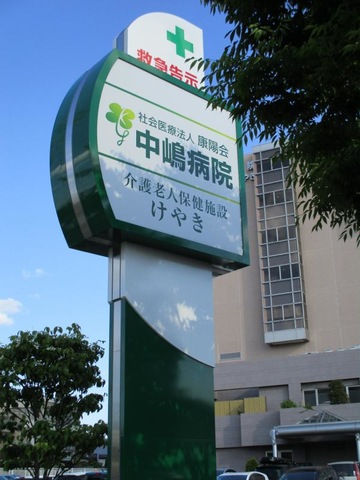 救急告示
社会医療法人 康陽会
中嶋病院
介護老人保健施設
けやき